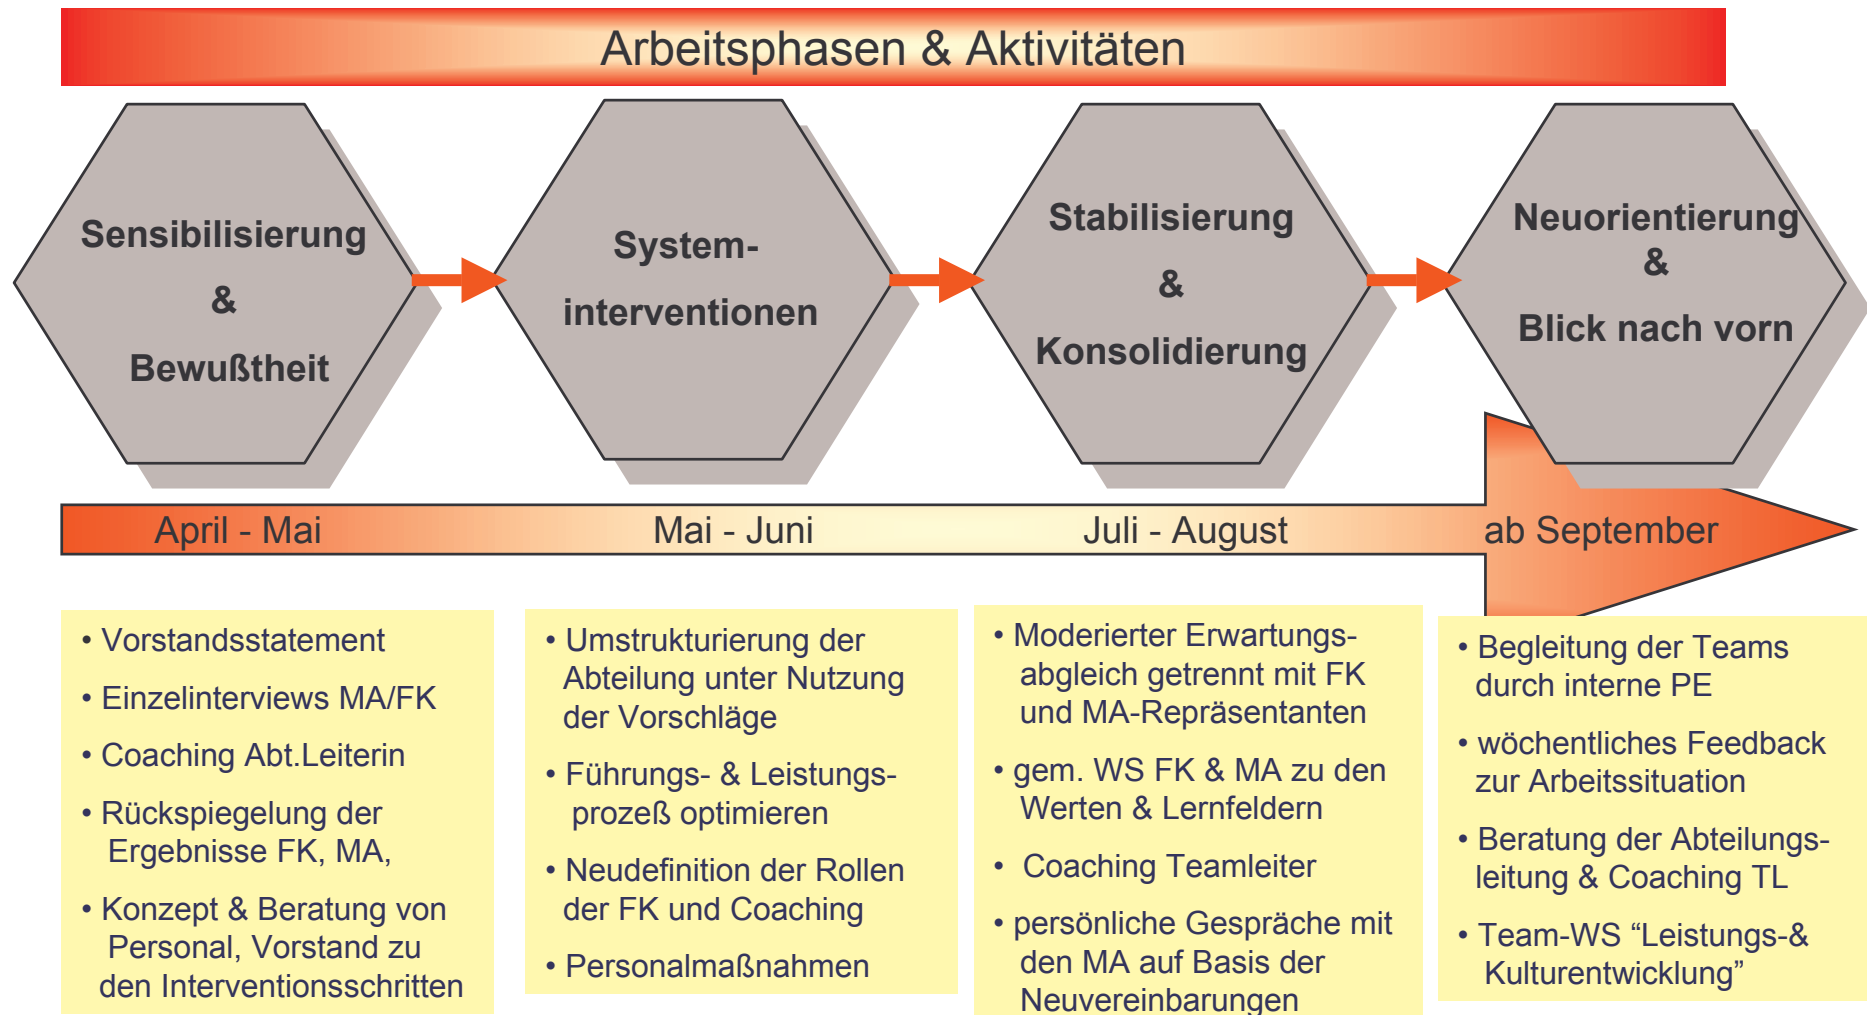 Arbeitsphasen & Aktivitäten
Sensibilisierung
&
Bewußtheit
System-
interventionen
Stabilisierung
&
Konsolidierung
Neuorientierung
&
Blick nach vorn
April - Mai
Mai - Juni
Juli - August
ab September
• Vorstandsstatement
• Einzelinterviews MA/FK
• Coaching Abt.Leiterin
• Rückspiegelung der
Ergebnisse FK, MA,
• Konzept & Beratung von
Personal, Vorstand zu
den Interventionsschritten
• Umstrukturierung der
Abteilung unter Nutzung
der Vorschläge
• Führungs- & Leistungs-
prozeß optimieren
• Neudefinition der Rollen
der FK und Coaching
• Personalmaßnahmen
• Moderierter Erwartungs-
abgleich getrennt mit FK
und MA-Repräsentanten
• gem. WS FK & MA zu den
Werten & Lernfeldern
• Coaching Teamleiter
• persönliche Gespräche mit
den MA auf Basis der
Neuvereinbarungen
• Begleitung der Teams
durch interne PE
• wöchentliches Feedback
zur Arbeitssituation
• Beratung der Abteilungs-
leitung & Coaching TL
• Team-WS “Leistungs-&
Kulturentwicklung”